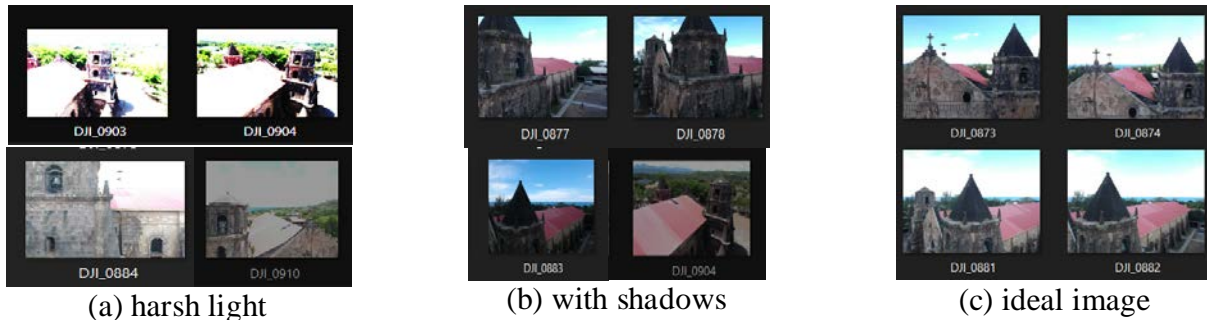 DJI_0903 DJI_0904
DJI_0884 DJI_0910
(a) harsh light
DJI_0877 DJI_0878
DJI_0883 DJI_0904
(b) with shadows
DJI_0873 DJI_0874
DJI_0881 DJI_0882
(c) ideal image